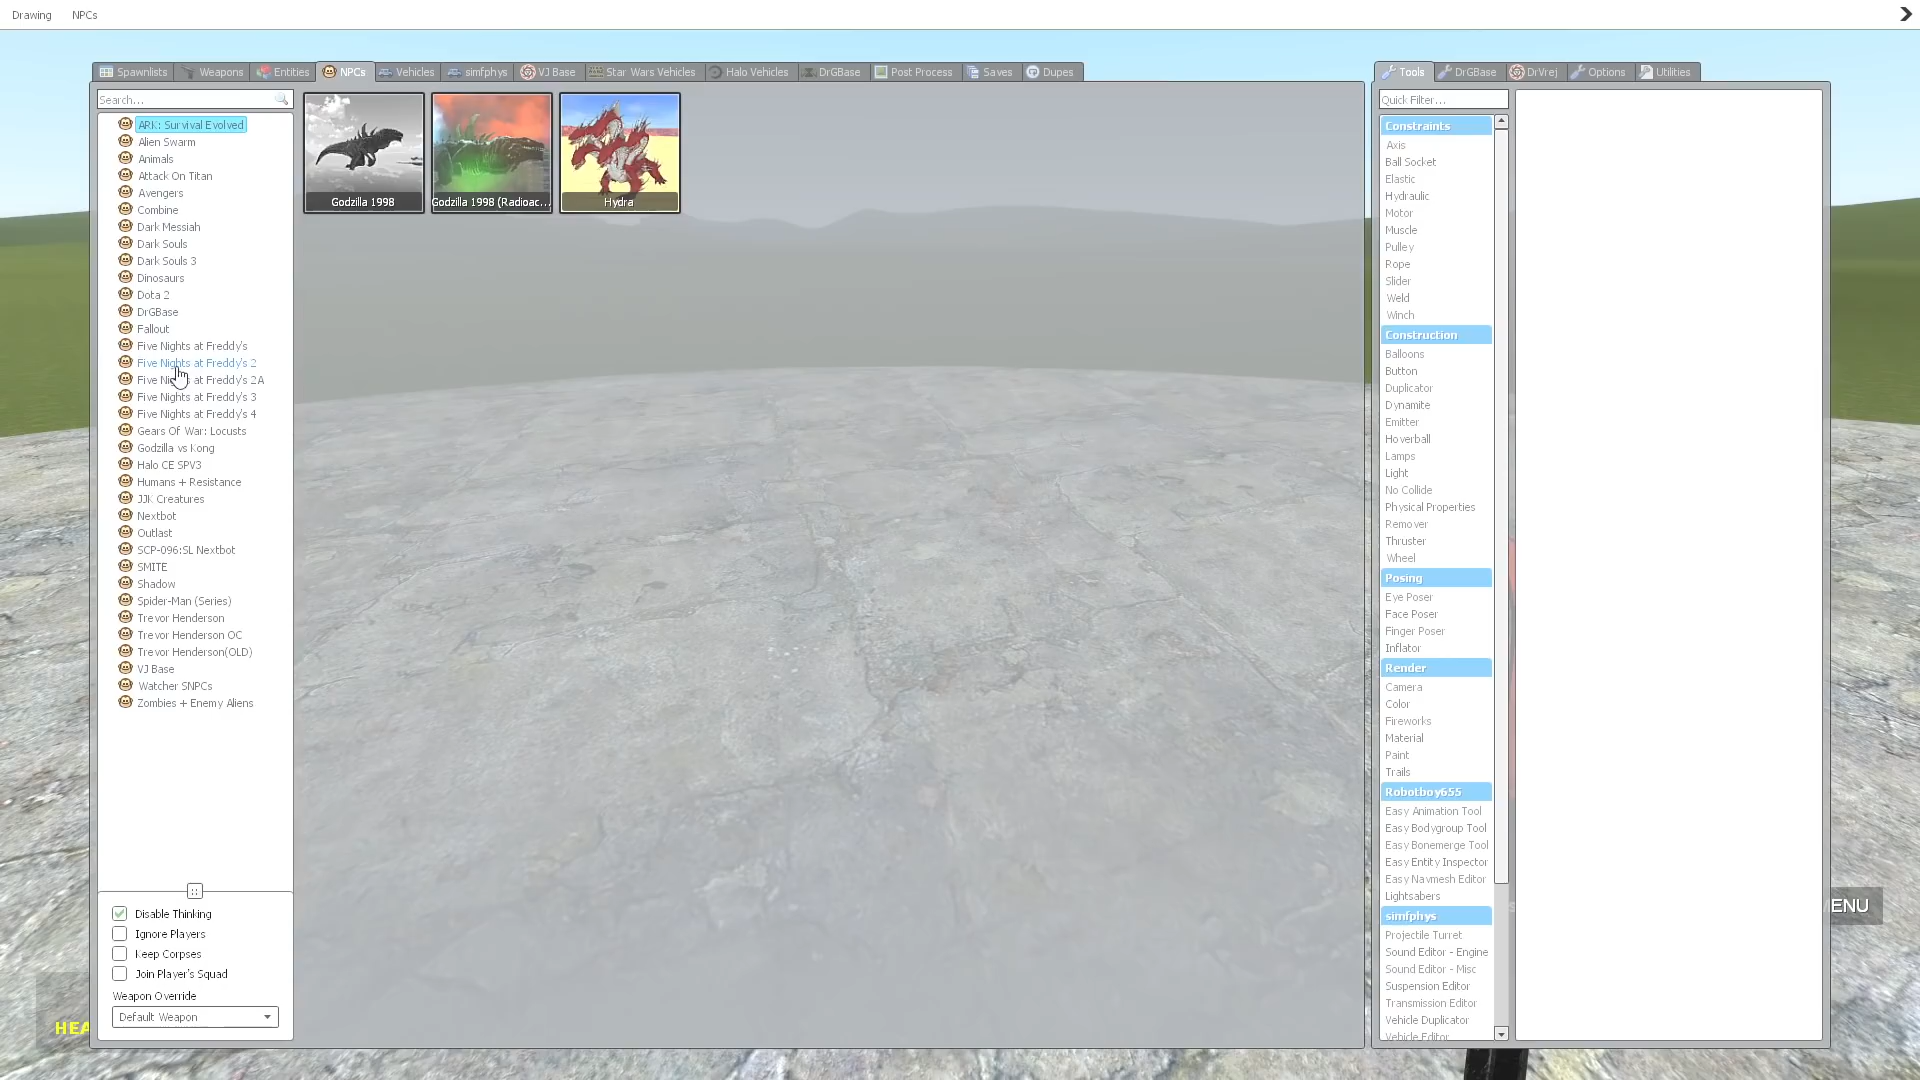 Drawing NPCs
Spawnlists Weapons Entities NPCs Vehicles simfphys VJ Base Star Wars Vehicles Halo Vehicles DrGBase Post Process Saves Dupes
Tools DrGBase DrVrej Options Utilities
Search...
ARK: Survival Evolved
Alien Swarm
Animals
Attack On Titan
Avengers
Combine
Dark Messiah
Dark Souls
Dark Souls 3
Dinosaurs
Dota 2
DrGBase
Fallout
Five Nights at Freddy's
Five Nights at Freddy's 2
Five Nights at Freddy's 2A
Five Nights at Freddy's 3
Five Nights at Freddy's 4
Gears Of War: Locusts
Godzilla vs Kong
Halo CE SPV3
Humans + Resistance
JJK Creatures
Nextbot
Outlast
SCP-096:SL Nextbot
SMITE
Shadow
Spider-Man (Series)
Trevor Henderson
Trevor Henderson OC
Trevor Henderson(OLD)
VJ Base
Watcher SNPCs
Zombies + Enemy Aliens
Disable Thinking
Ignore Players
Keep Corpses
Join Player's Squad
Weapon Override
Default Weapon
HEA
Godzilla 1998
Godzilla 1998 (Radioac...
Hydra
Quick Filter...
Constraints
Axis
Ball Socket
Elastic
Hydraulic
Motor
Muscle
Pulley
Rope
Slider
Weld
Winch
Construction
Balloons
Button
Duplicator
Dynamite
Emitter
Hoverball
Lamps
Light
No Collide
Physical Properties
Remover
Thruster
Wheel
Posing
Eye Poser
Face Poser
Finger Poser
Inflator
Render
Camera
Color
Fireworks
Material
Paint
Trails
Robotboy655
Easy Animation Tool
Easy Bodygroup Tool
Easy Bonemerge Tool
Easy Entity Inspector
Easy Navmesh Editor
Lightsabers
simfphys
Projectile Turret
Sound Editor - Engine
Sound Editor - Misc
Suspension Editor
Transmission Editor
Vehicle Duplicator
Vehicle Editor
ENU